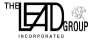 THE LEAD GROUP
INCORPORATED